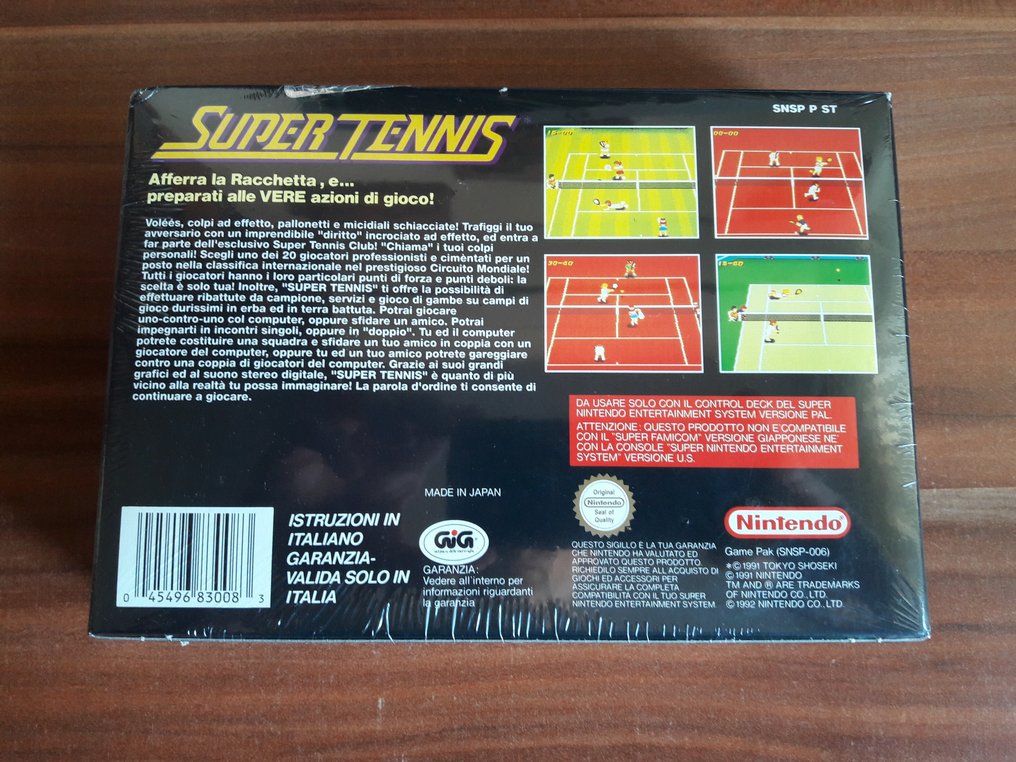 SUPER TENNIS
SNSP P ST
Afferra la Racchetta, e...
preparati alle VERE azioni di gioco!
Voléés, colpi ad effetto, pallonetti e micidiali schiacciate! Trafiggi il tuo
avversario con un imprendibile "diritto" incrociato ad effetto, ed entra a
far parte dell'esclusivo Super Tennis Club! "Chiama" i tuoi colpi
personali! Scegli uno dei 20 giocatori professionisti e cimèntati per un
posto nella classifica internazionale nel prestigioso Circuito Mondiale!
Tutti i giocatori hanno i loro particolari punti di forza e punti deboli: la
scelta è solo tua! Inoltre, "SUPER TENNIS" ti offre la possibilità di
effettuare ribattute da campione, servizi e gioco di gambe su campi di
gioco durissimi in erba ed in terra battuta. Potrai giocare
uno-contro-uno col computer, oppure sfidare un amico. Potrai
impegnarti in incontri singoli, oppure in "doppio". Tu ed il computer
potrete costituire una squadra e sfidare un tuo amico in coppia con un
giocatore del computer, oppure tu ed un tuo amico potrete gareggiare
contro una coppia di giocatori del computer. Grazie ai suoi grandi
grafici ed al suono stereo digitale, "SUPER TENNIS" è quanto di più
vicino alla realtà tu possa immaginare! La parola d'ordine ti consente di
continuare a giocare.
15-00
00-00
30-40
DA USARE SOLO CON IL CONTROL DECK DEL SUPER
NINTENDO ENTERTAINMENT SYSTEM VERSIONE PAL.
ATTENZIONE: QUESTO PRODOTTO NON E'COMPATIBILE
CON IL "SUPER FAMICOM" VERSIONE GIAPPONESE NE'
CON LA CONSOLE "SUPER NINTENDO ENTERTAINMENT
SYSTEM" VERSIONE U.S.
MADE IN JAPAN
0 45496 83008 3
ISTRUZIONI IN
ITALIANO
GARANZIA-
VALIDA SOLO IN
ITALIA
GiG
GARANZIA:
Vedere all'interno per
informazioni riguardanti
la garanzia
Original
Nintendo
Seal of
Quality
QUESTO SIGILLO È LA TUA GARANZIA
CHE NINTENDO HA VALUTATO ED
APPROVATO QUESTO PRODOTTO.
RICHIEDILO SEMPRE ALL'ACQUISTO DI
GIOCHI ED ACCESSORI PER
ASSICURARE LA COMPLETA
COMPATIBILITÀ CON IL TUO SUPER
NINTENDO ENTERTAINMENT SYSTEM.
Nintendo®
Game Pak (SNSP-006)
*© 1991 TOKYO SHOSEKI
© 1991 NINTENDO
TM AND ® ARE TRADEMARKS
OF NINTENDO CO., LTD.
© 1992 NINTENDO CO., LTD.